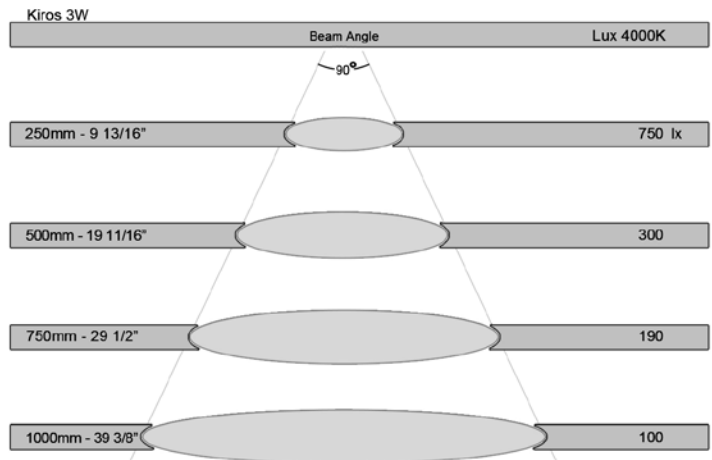 Kiros 3W
Beam Angle Lux 4000K
90°
250mm - 9 13/16" 750 lx
500mm - 19 11/16" 300
750mm - 29 1/2" 190
1000mm - 39 3/8" 100